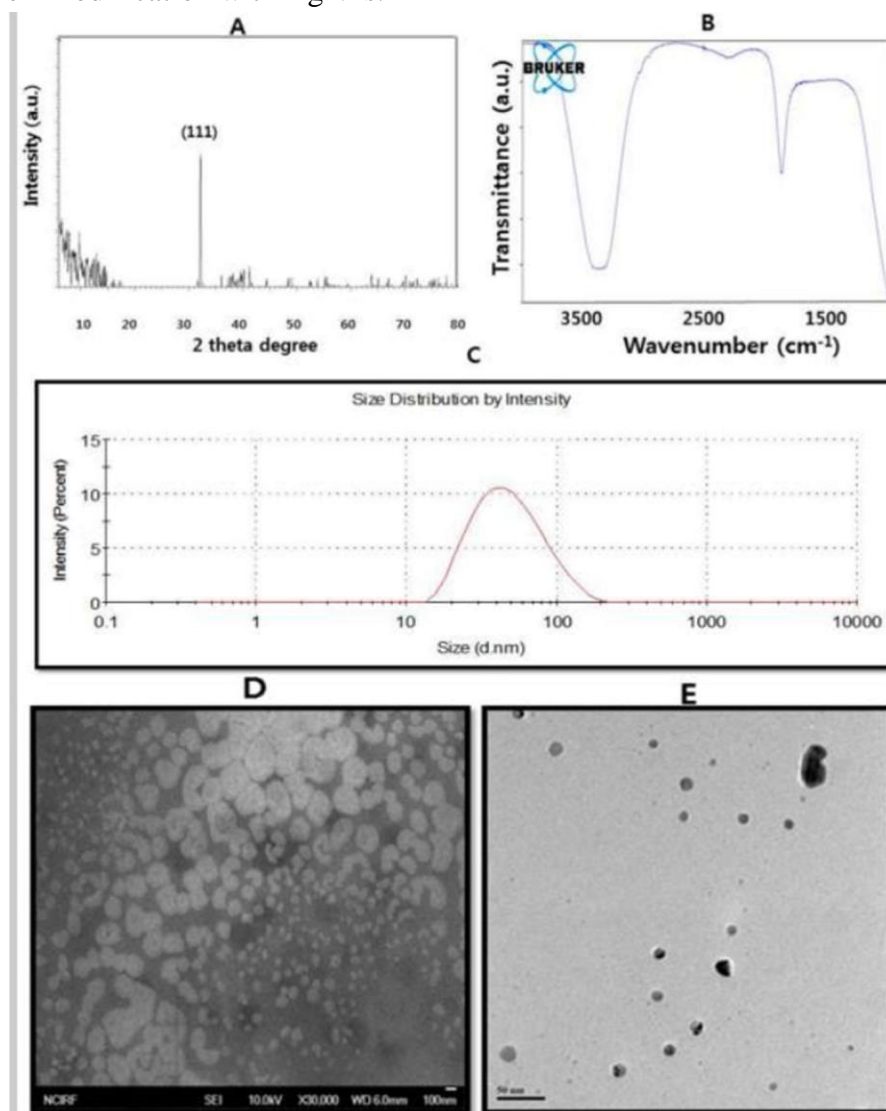 A
Intensity (a.u.)
(111)
10 20 30 40 50 60 70 80
2 theta degree
B
BRUKER
Transmittance (a.u.)
3500 2500 1500
Wavenumber (cm-1)
C
Size Distribution by Intensity
Intensity (Percent)
15
10
5
0
0.1 1 10 100 1000 10000
Size (d.nm)
D
NCIRF SEI 10.0kV X30,000 WD 6.0mm 100nm
E
50 nm